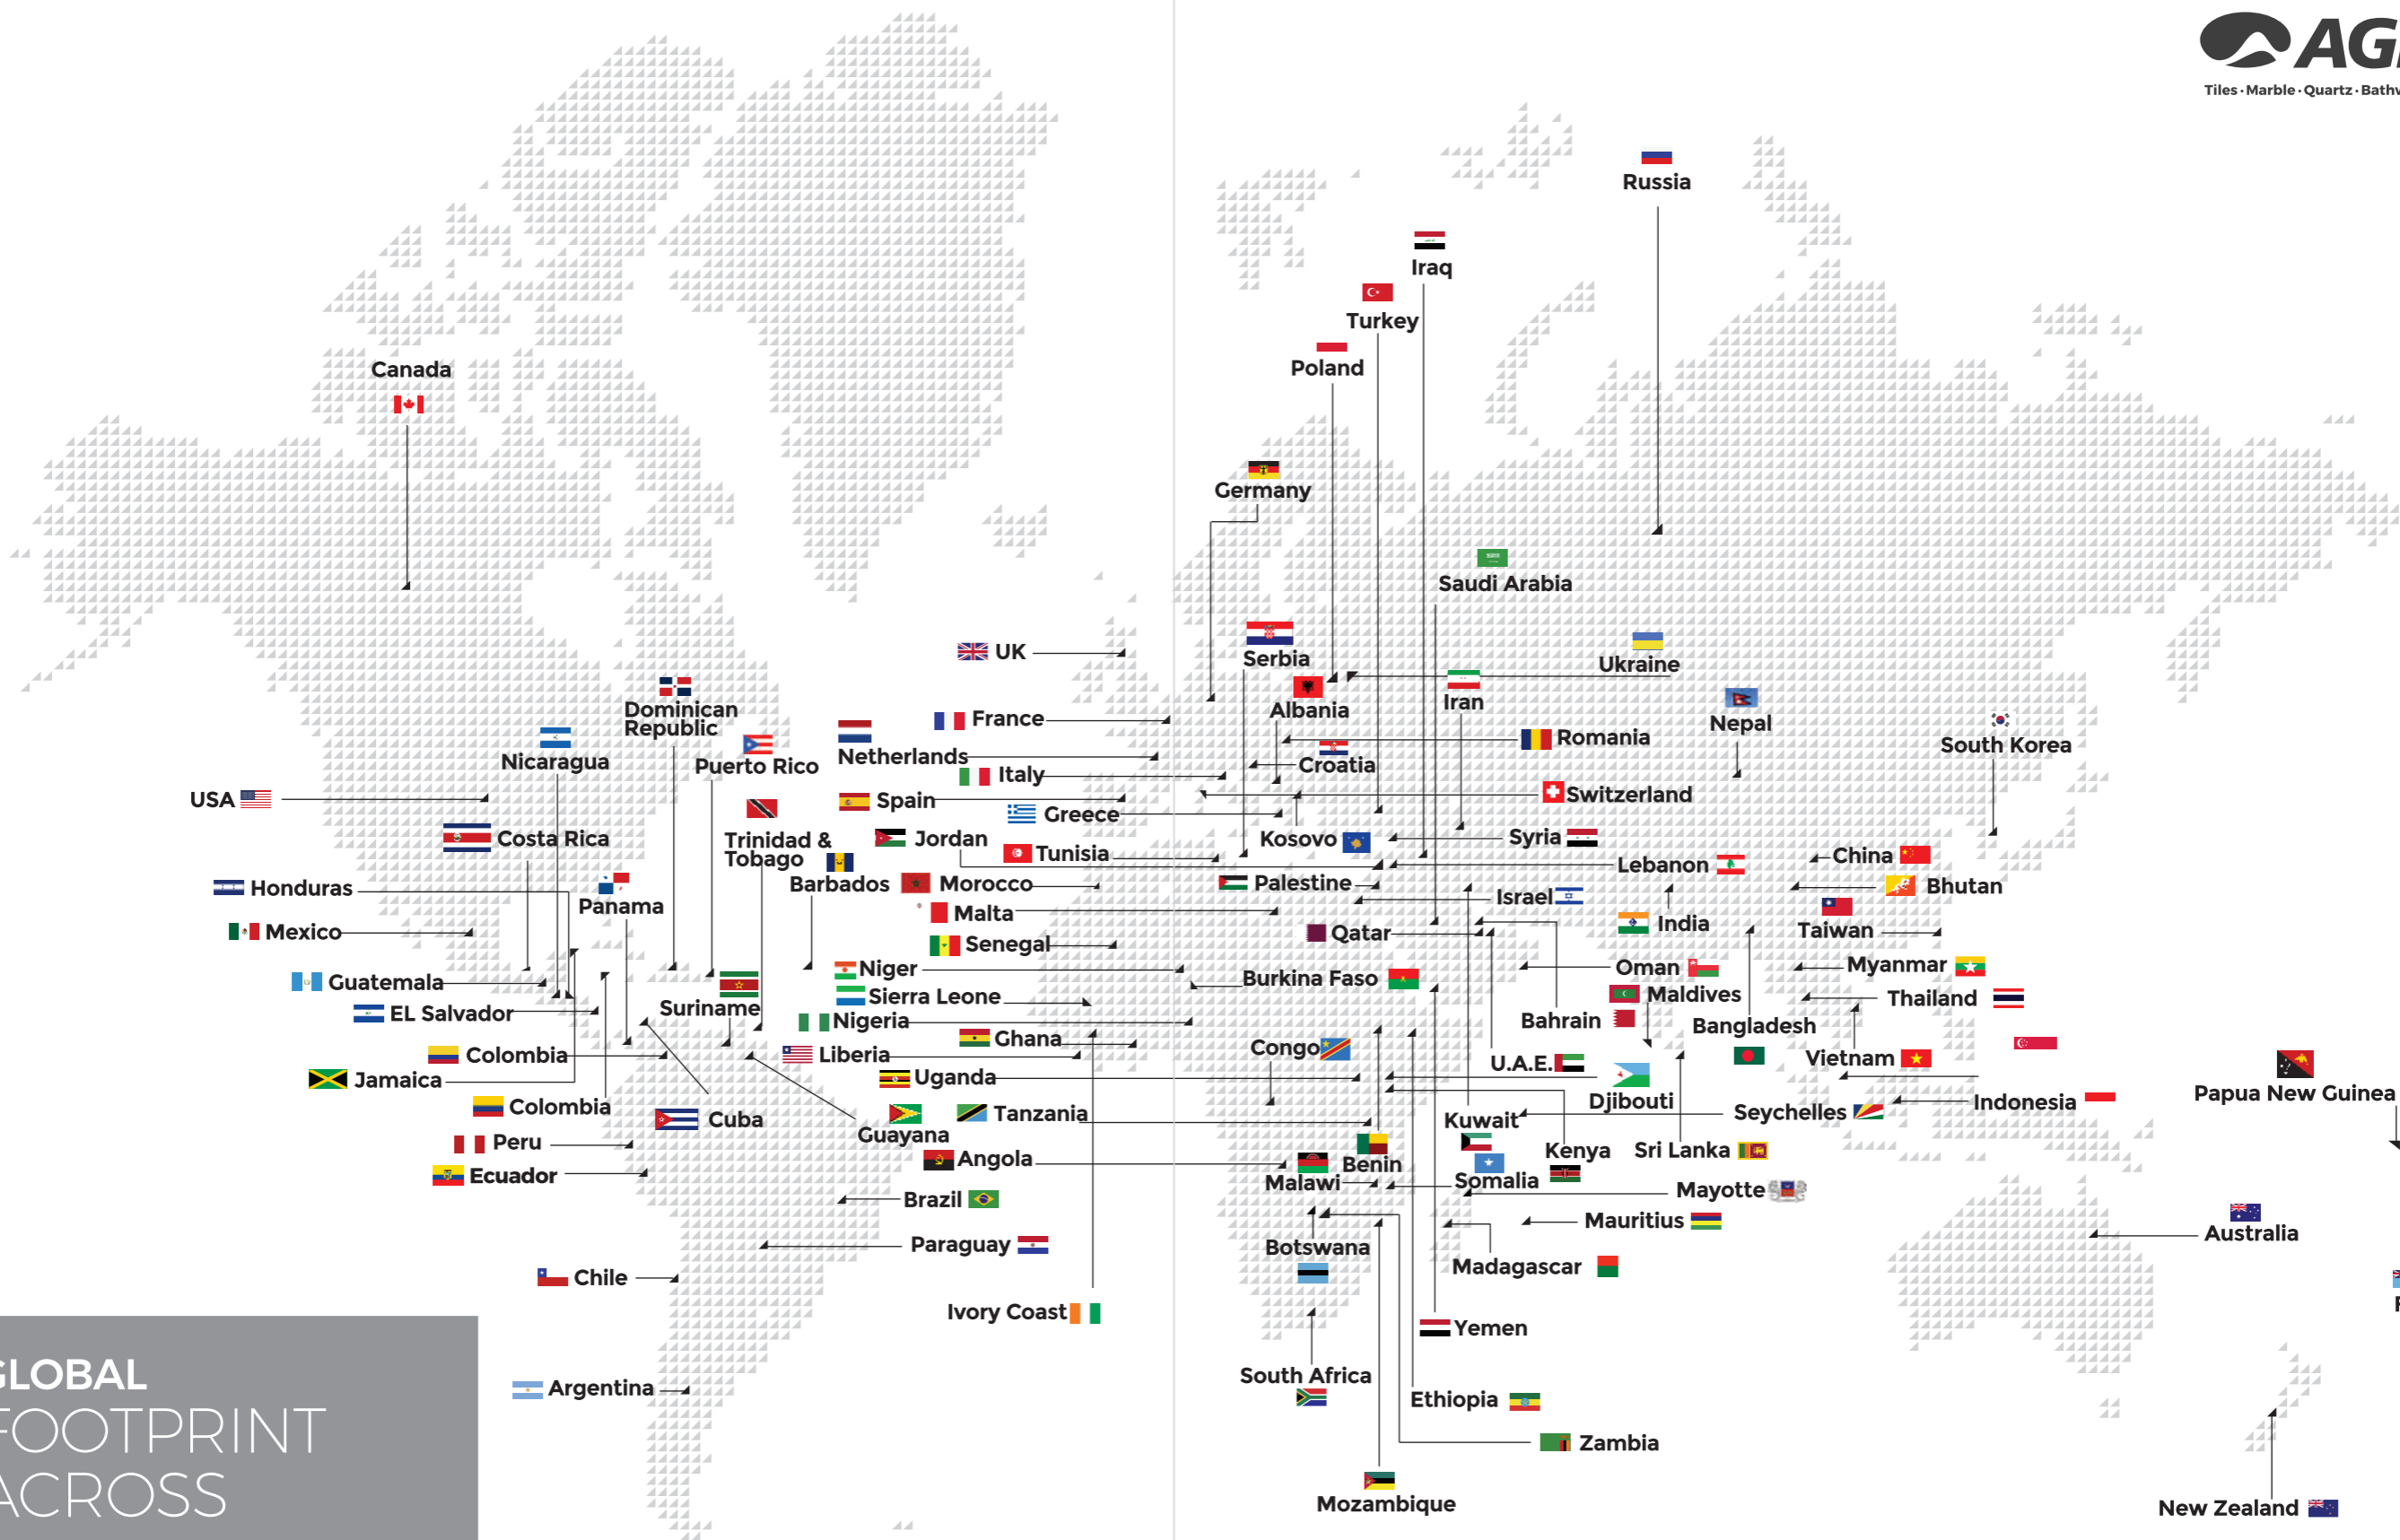 AGL
Tiles · Marble · Quartz · Bathw
Russia
Iraq
Turkey
Poland
Canada
Germany
Saudi Arabia
UK
Serbia
Ukraine
Albania
Iran
Dominican
Republic
France
Nepal
Nicaragua
Puerto Rico
Netherlands
Romania
South Korea
Italy
Croatia
USA
Spain
Switzerland
Greece
Costa Rica
Trinidad &
Tobago
Jordan
Tunisia
Kosovo
Syria
Lebanon
China
Honduras
Barbados
Morocco
Palestine
Israel
Bhutan
Panama
Malta
India
Mexico
Senegal
Qatar
Taiwan
Niger
Burkina Faso
Oman
Myanmar
Guatemala
Sierra Leone
Maldives
Thailand
EL Salvador
Suriname
Nigeria
Bahrain
Bangladesh
Colombia
Liberia
Ghana
Congo
U.A.E.
Vietnam
Jamaica
Uganda
Djibouti
Papua New Guinea
Colombia
Cuba
Guayana
Tanzania
Kuwait
Seychelles
Indonesia
Peru
Angola
Benin
Kenya
Sri Lanka
Ecuador
Malawi
Somalia
Mayotte
Brazil
Mauritius
Australia
Paraguay
Botswana
Madagascar
Chile
Ivory Coast
Yemen
South Africa
Argentina
Ethiopia
Zambia
Mozambique
New Zealand
GLOBAL
FOOTPRINT
ACROSS